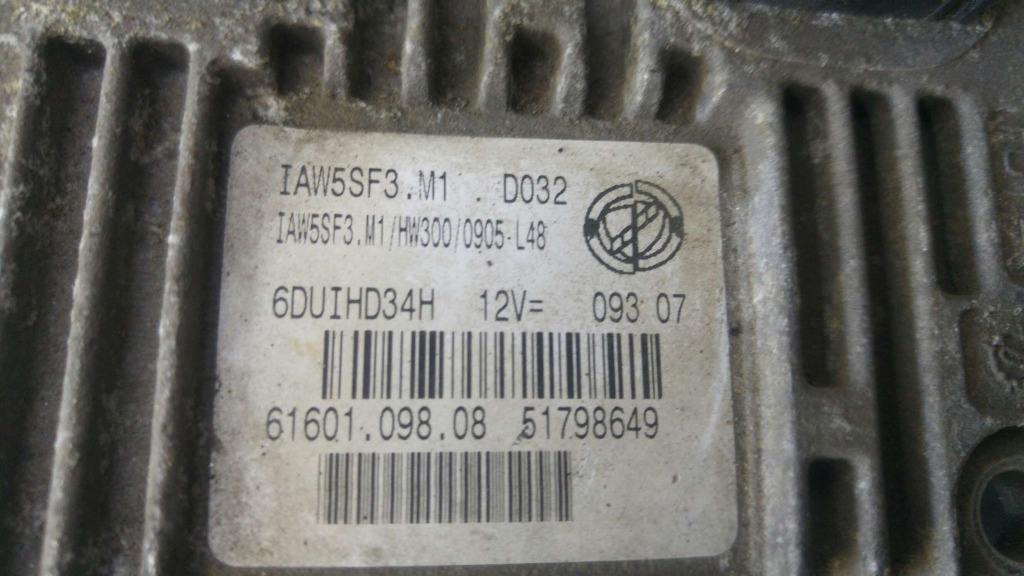 IAW5SF3.M1 . D032
IAW5SF3.M1/HW300/0905-L48
6DUIHD34H 12V= 093 07
61601.098.08 51798649